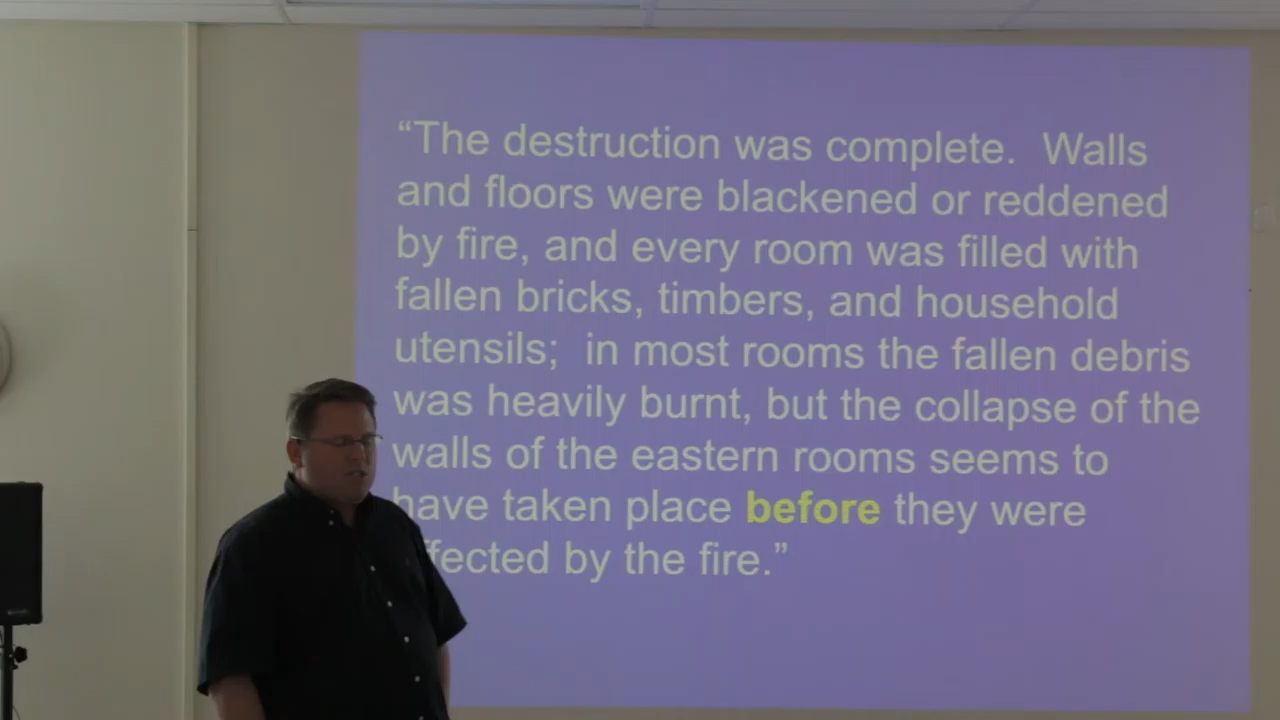 “The destruction was complete.  Walls
and floors were blackened or reddened
by fire, and every room was filled with
fallen bricks, timbers, and household
utensils;  in most rooms the fallen debris
was heavily burnt, but the collapse of the
walls of the eastern rooms seems to
have taken place before they were
ffected by the fire.”